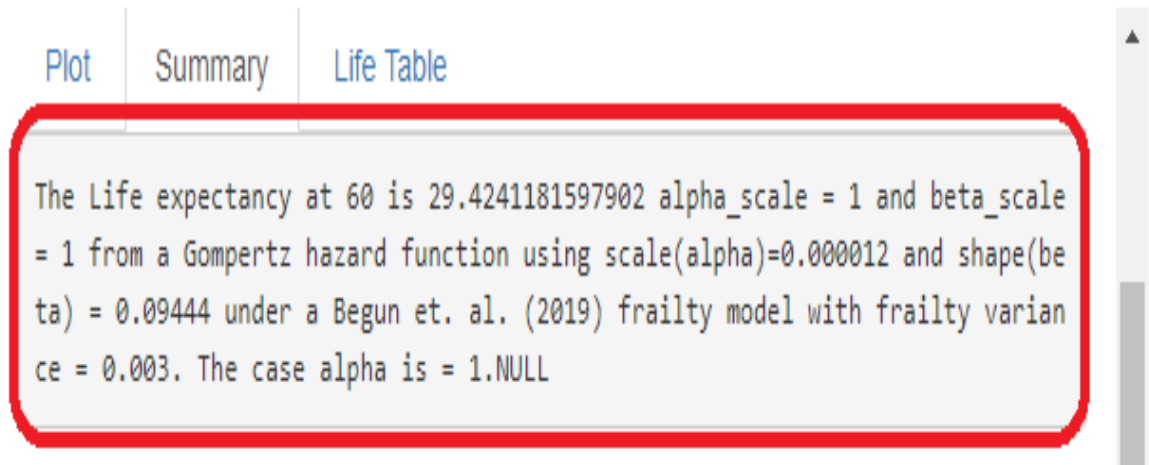 Plot Summary Life Table
The Life expectancy at 60 is 29.4241181597902 alpha_scale = 1 and beta_scale
= 1 from a Gompertz hazard function using scale(alpha)=0.000012 and shape(be
ta) = 0.09444 under a Begun et. al. (2019) frailty model with frailty varian
ce = 0.003. The case alpha is = 1.NULL